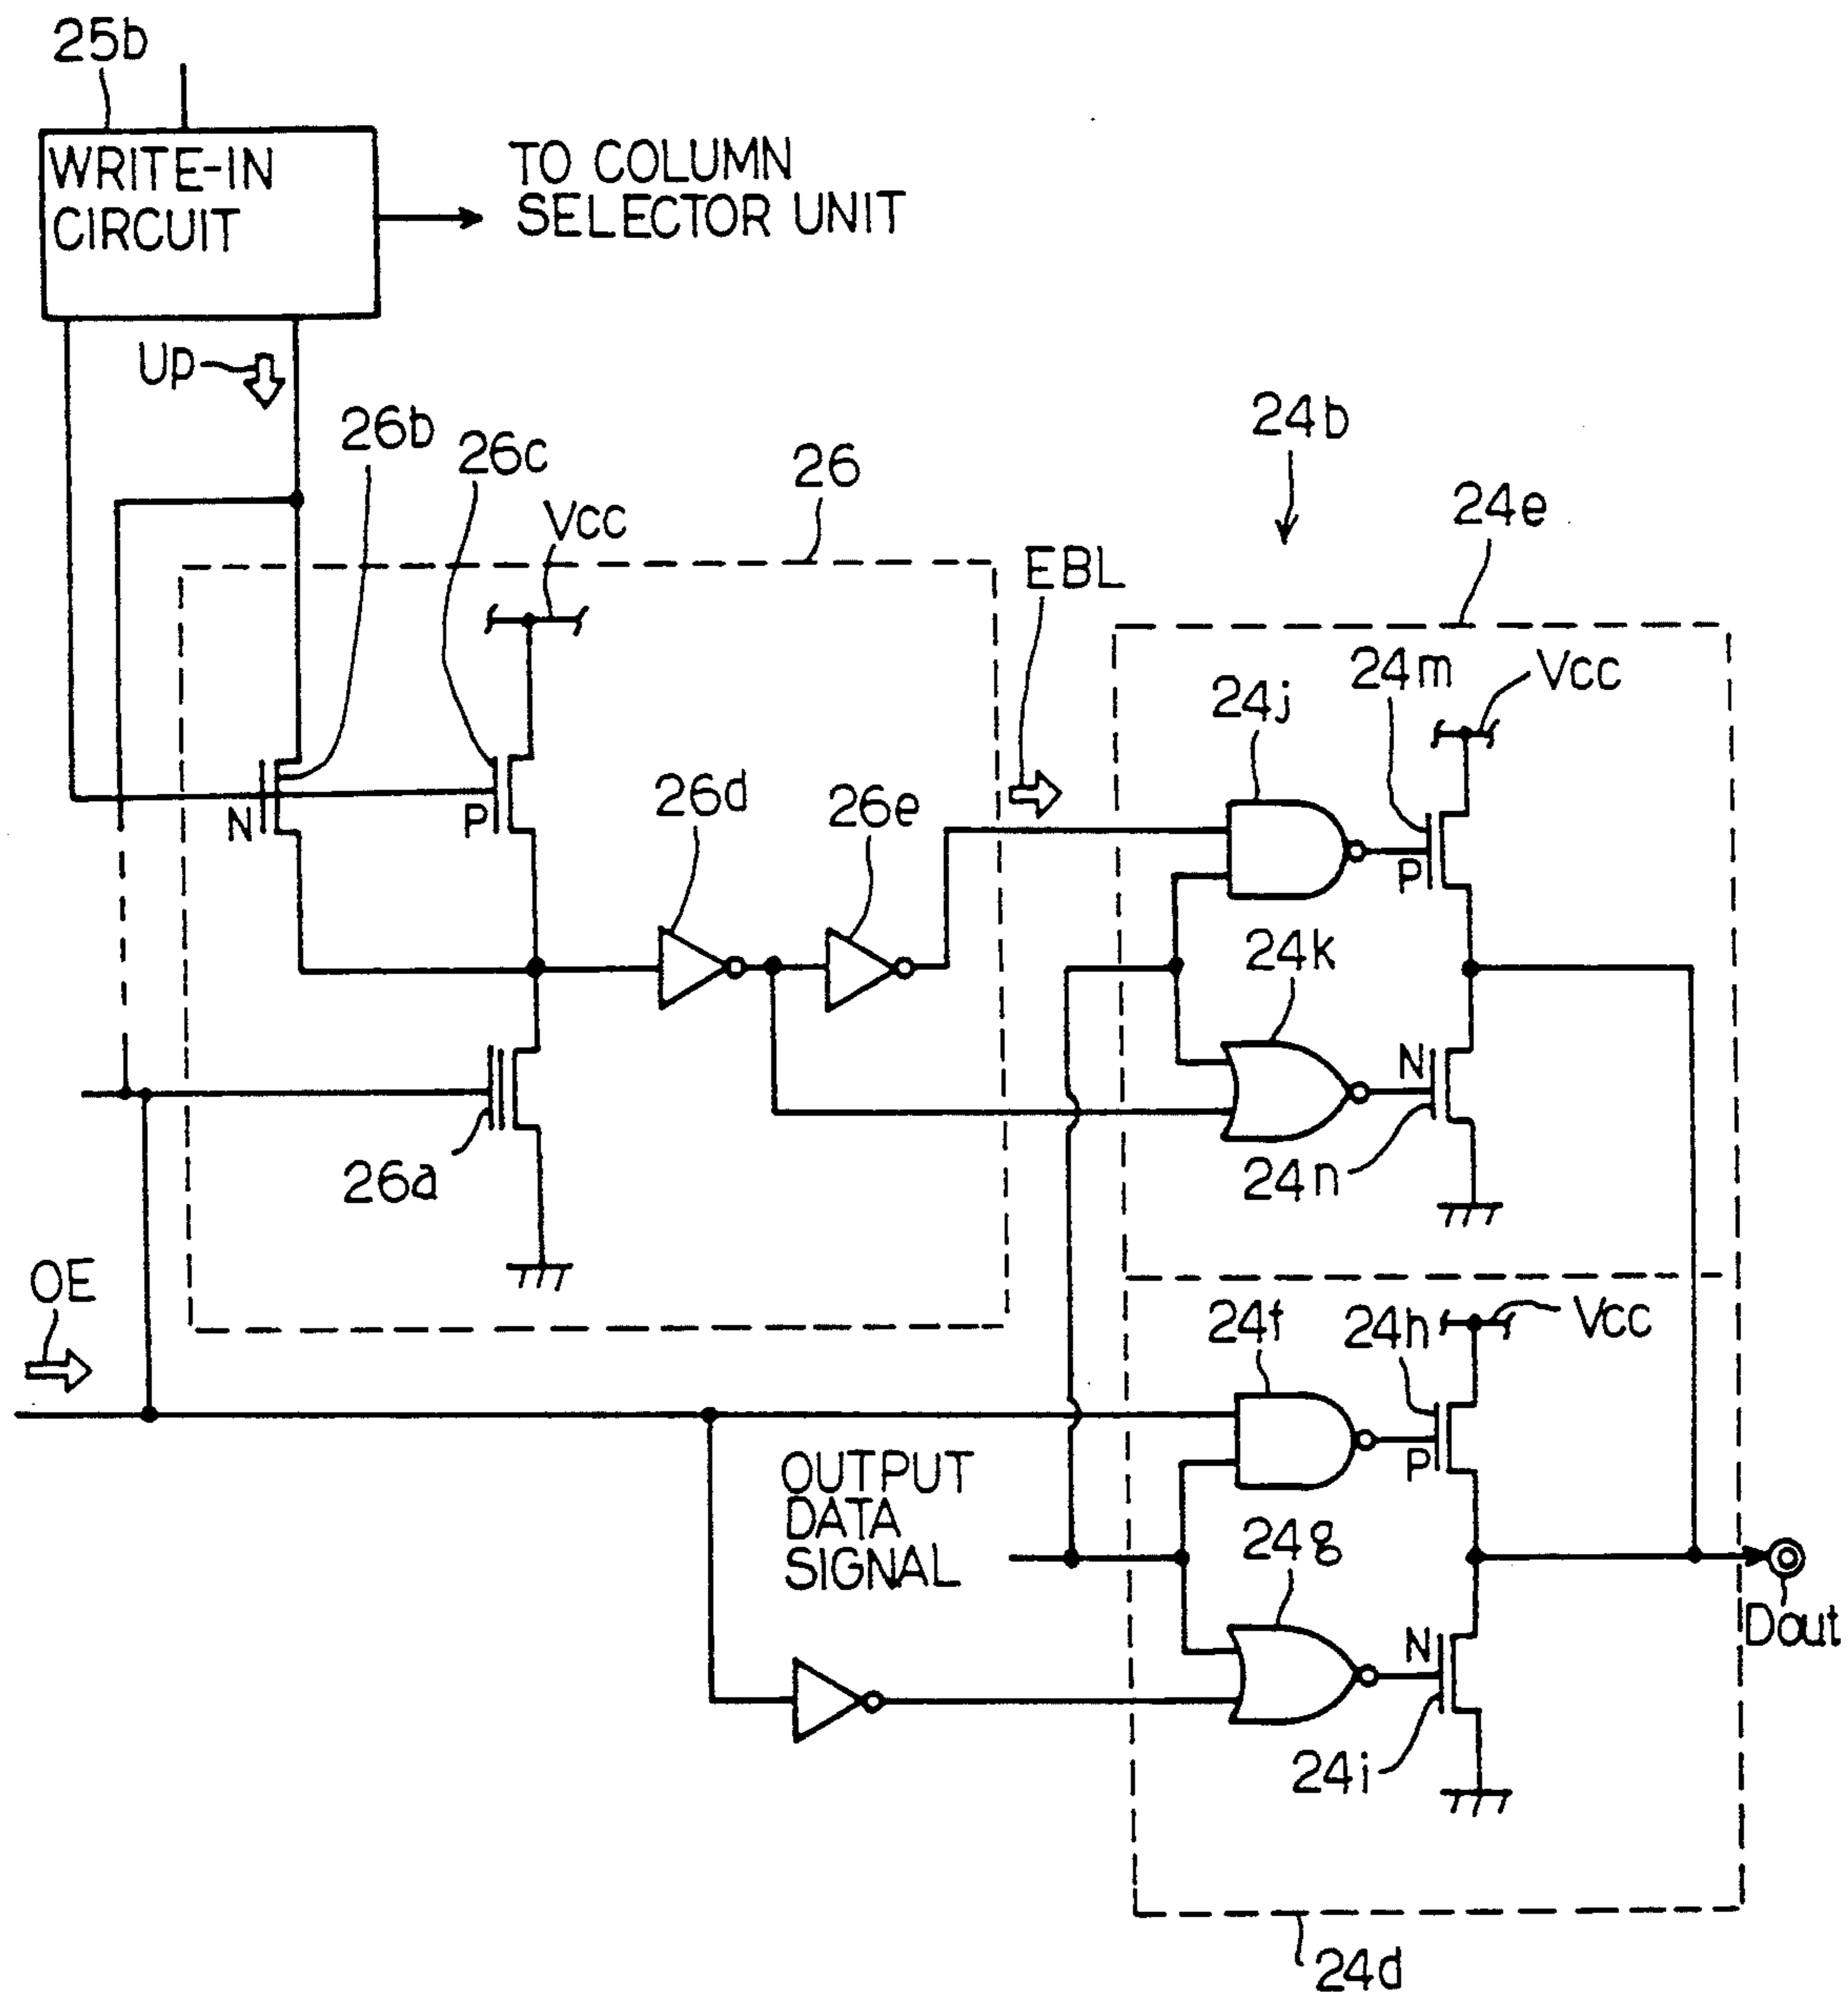 25b
WRITE-IN
CIRCUIT
TO COLUMN
SELECTOR UNIT
Up
26b
26c
26
Vcc
24b
EBL
24e
24j
24m
Vcc
N
P
26d
26e
P
24k
N
24n
26a
OE
24f
24h
Vcc
P
OUTPUT
DATA
SIGNAL
24g
N
24i
Dout
24d